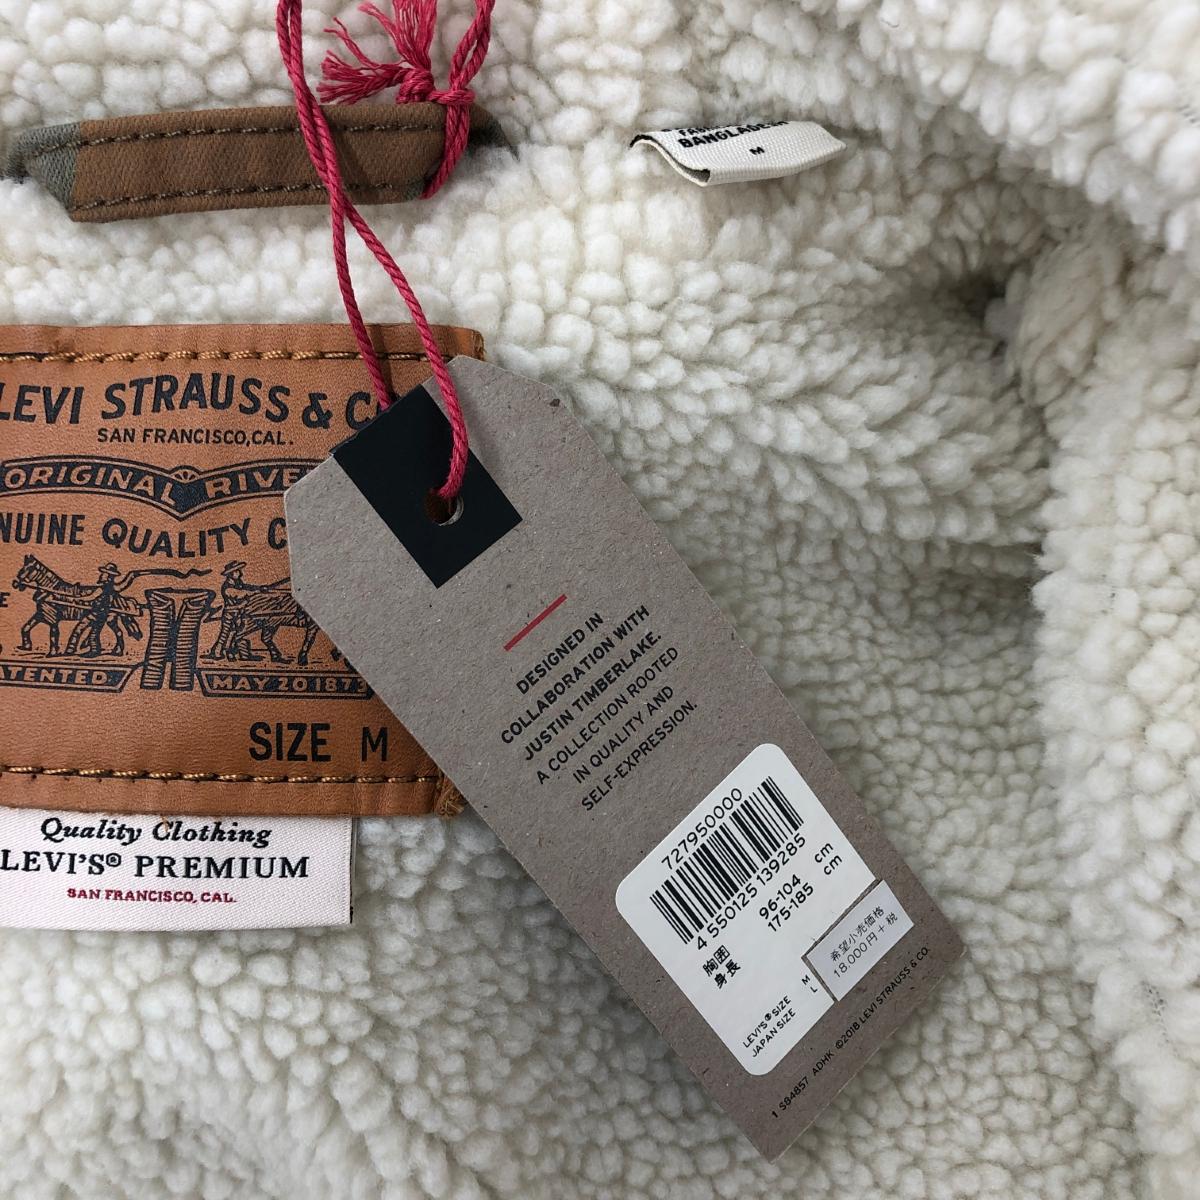 BANGLADESH
M
LEVI STRAUSS & C
SAN FRANCISCO, CAL.
ORIGINAL RIVE
NUINE QUALITY C
ATENTED
MAY 20 1873
SIZE M
Quality Clothing
LEVI'S® PREMIUM
SAN FRANCISCO, CAL.
DESIGNED IN
COLLABORATION WITH
JUSTIN TIMBERLAKE.
A COLLECTION ROOTED
IN QUALITY AND
SELF-EXPRESSION.
727950000
4 550125 139285
胸囲 96-104 cm
身長 175-185 cm
LEVI'S® SIZE M
JAPAN SIZE L
希望小売価格
18,000円+税
1 S84857 ADHK ©2018 LEVI STRAUSS & CO.